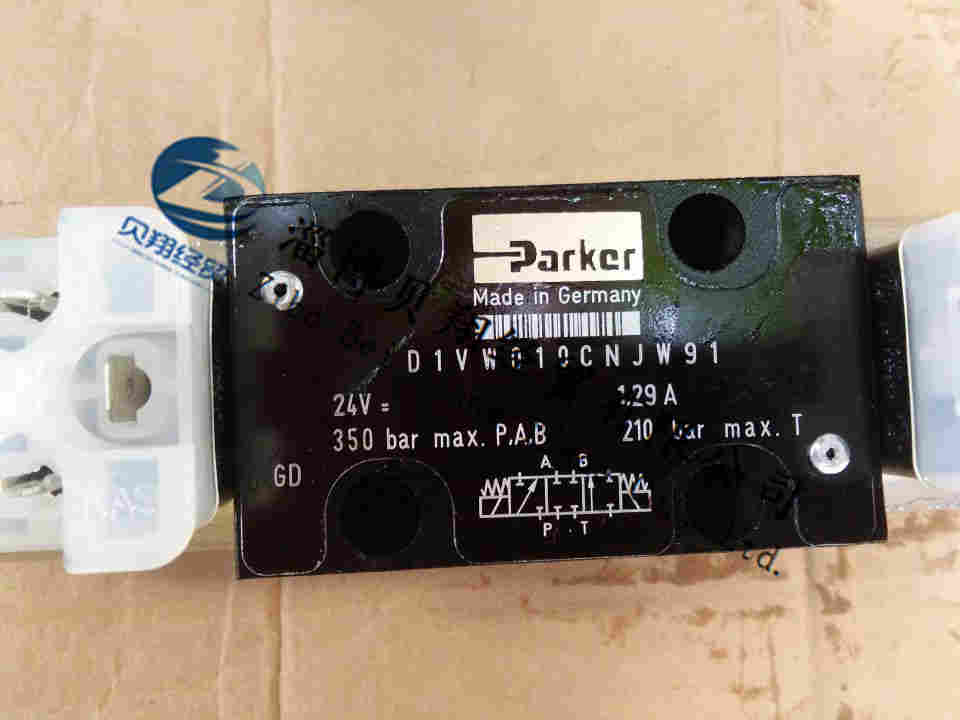 贝翔经贸
Parker
Made in Germany
D1VW010CNJW91
24V = 1.29 A
350 bar max. P.A.B 210 bar max. T
GD
A B
P T